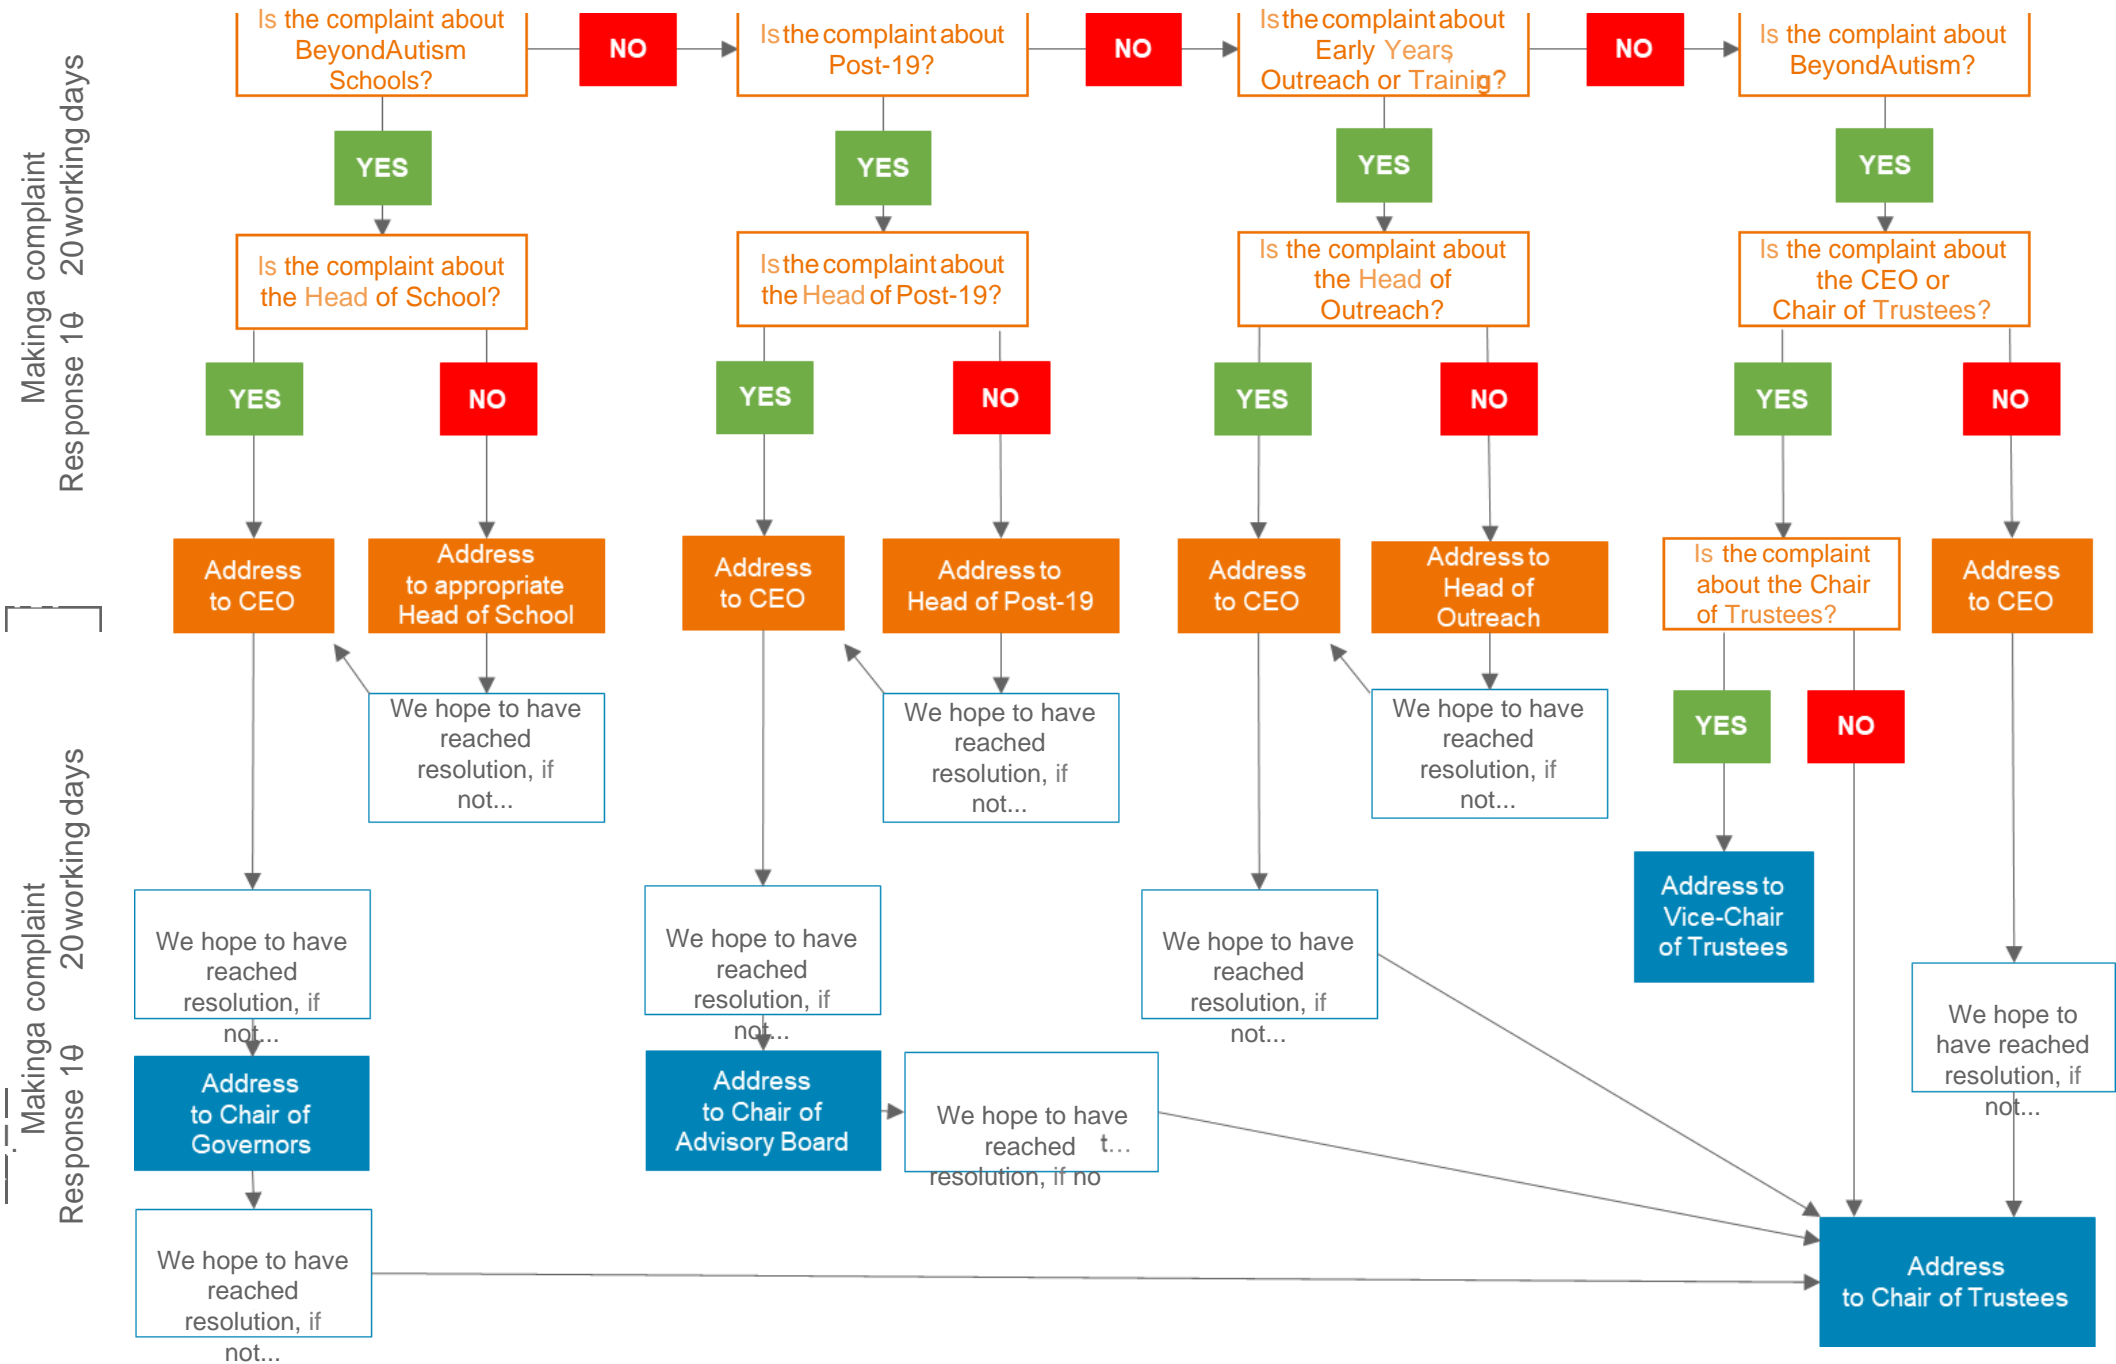 Is the complaint about
BeyondAutism
Schools?
NO
Is the complaint about
Post-19?
NO
Is the complaint about
Early Years,
Outreach or Training?
NO
Is the complaint about
BeyondAutism?
YES
YES
YES
YES
Is the complaint about
the Head of School?
Is the complaint about
the Head of Post-19?
Is the complaint about
the Head of
Outreach?
Is the complaint about
the CEO or
Chair of Trustees?
YES
NO
YES
NO
YES
NO
YES
NO
Address
to CEO
Address
to appropriate
Head of School
Address
to CEO
Address to
Head of Post-19
Address
to CEO
Address to
Head of
Outreach
Is the complaint
about the Chair
of Trustees?
Address
to CEO
We hope to have
reached
resolution, if
not...
We hope to have
reached
resolution, if
not...
We hope to have
reached
resolution, if
not...
YES
NO
Address to
Vice-Chair
of Trustees
We hope to have
reached
resolution, if
not...
We hope to have
reached
resolution, if
not...
We hope to have
reached
resolution, if
not...
We hope to
have reached
resolution, if
not...
Address
to Chair of
Governors
Address
to Chair of
Advisory Board
We hope to have
reached t...
resolution, if no
We hope to have
reached
resolution, if
not...
Address
to Chair of Trustees
Making a complaint
Response 10 20 working days
Making a complaint
Response 10 20 working days